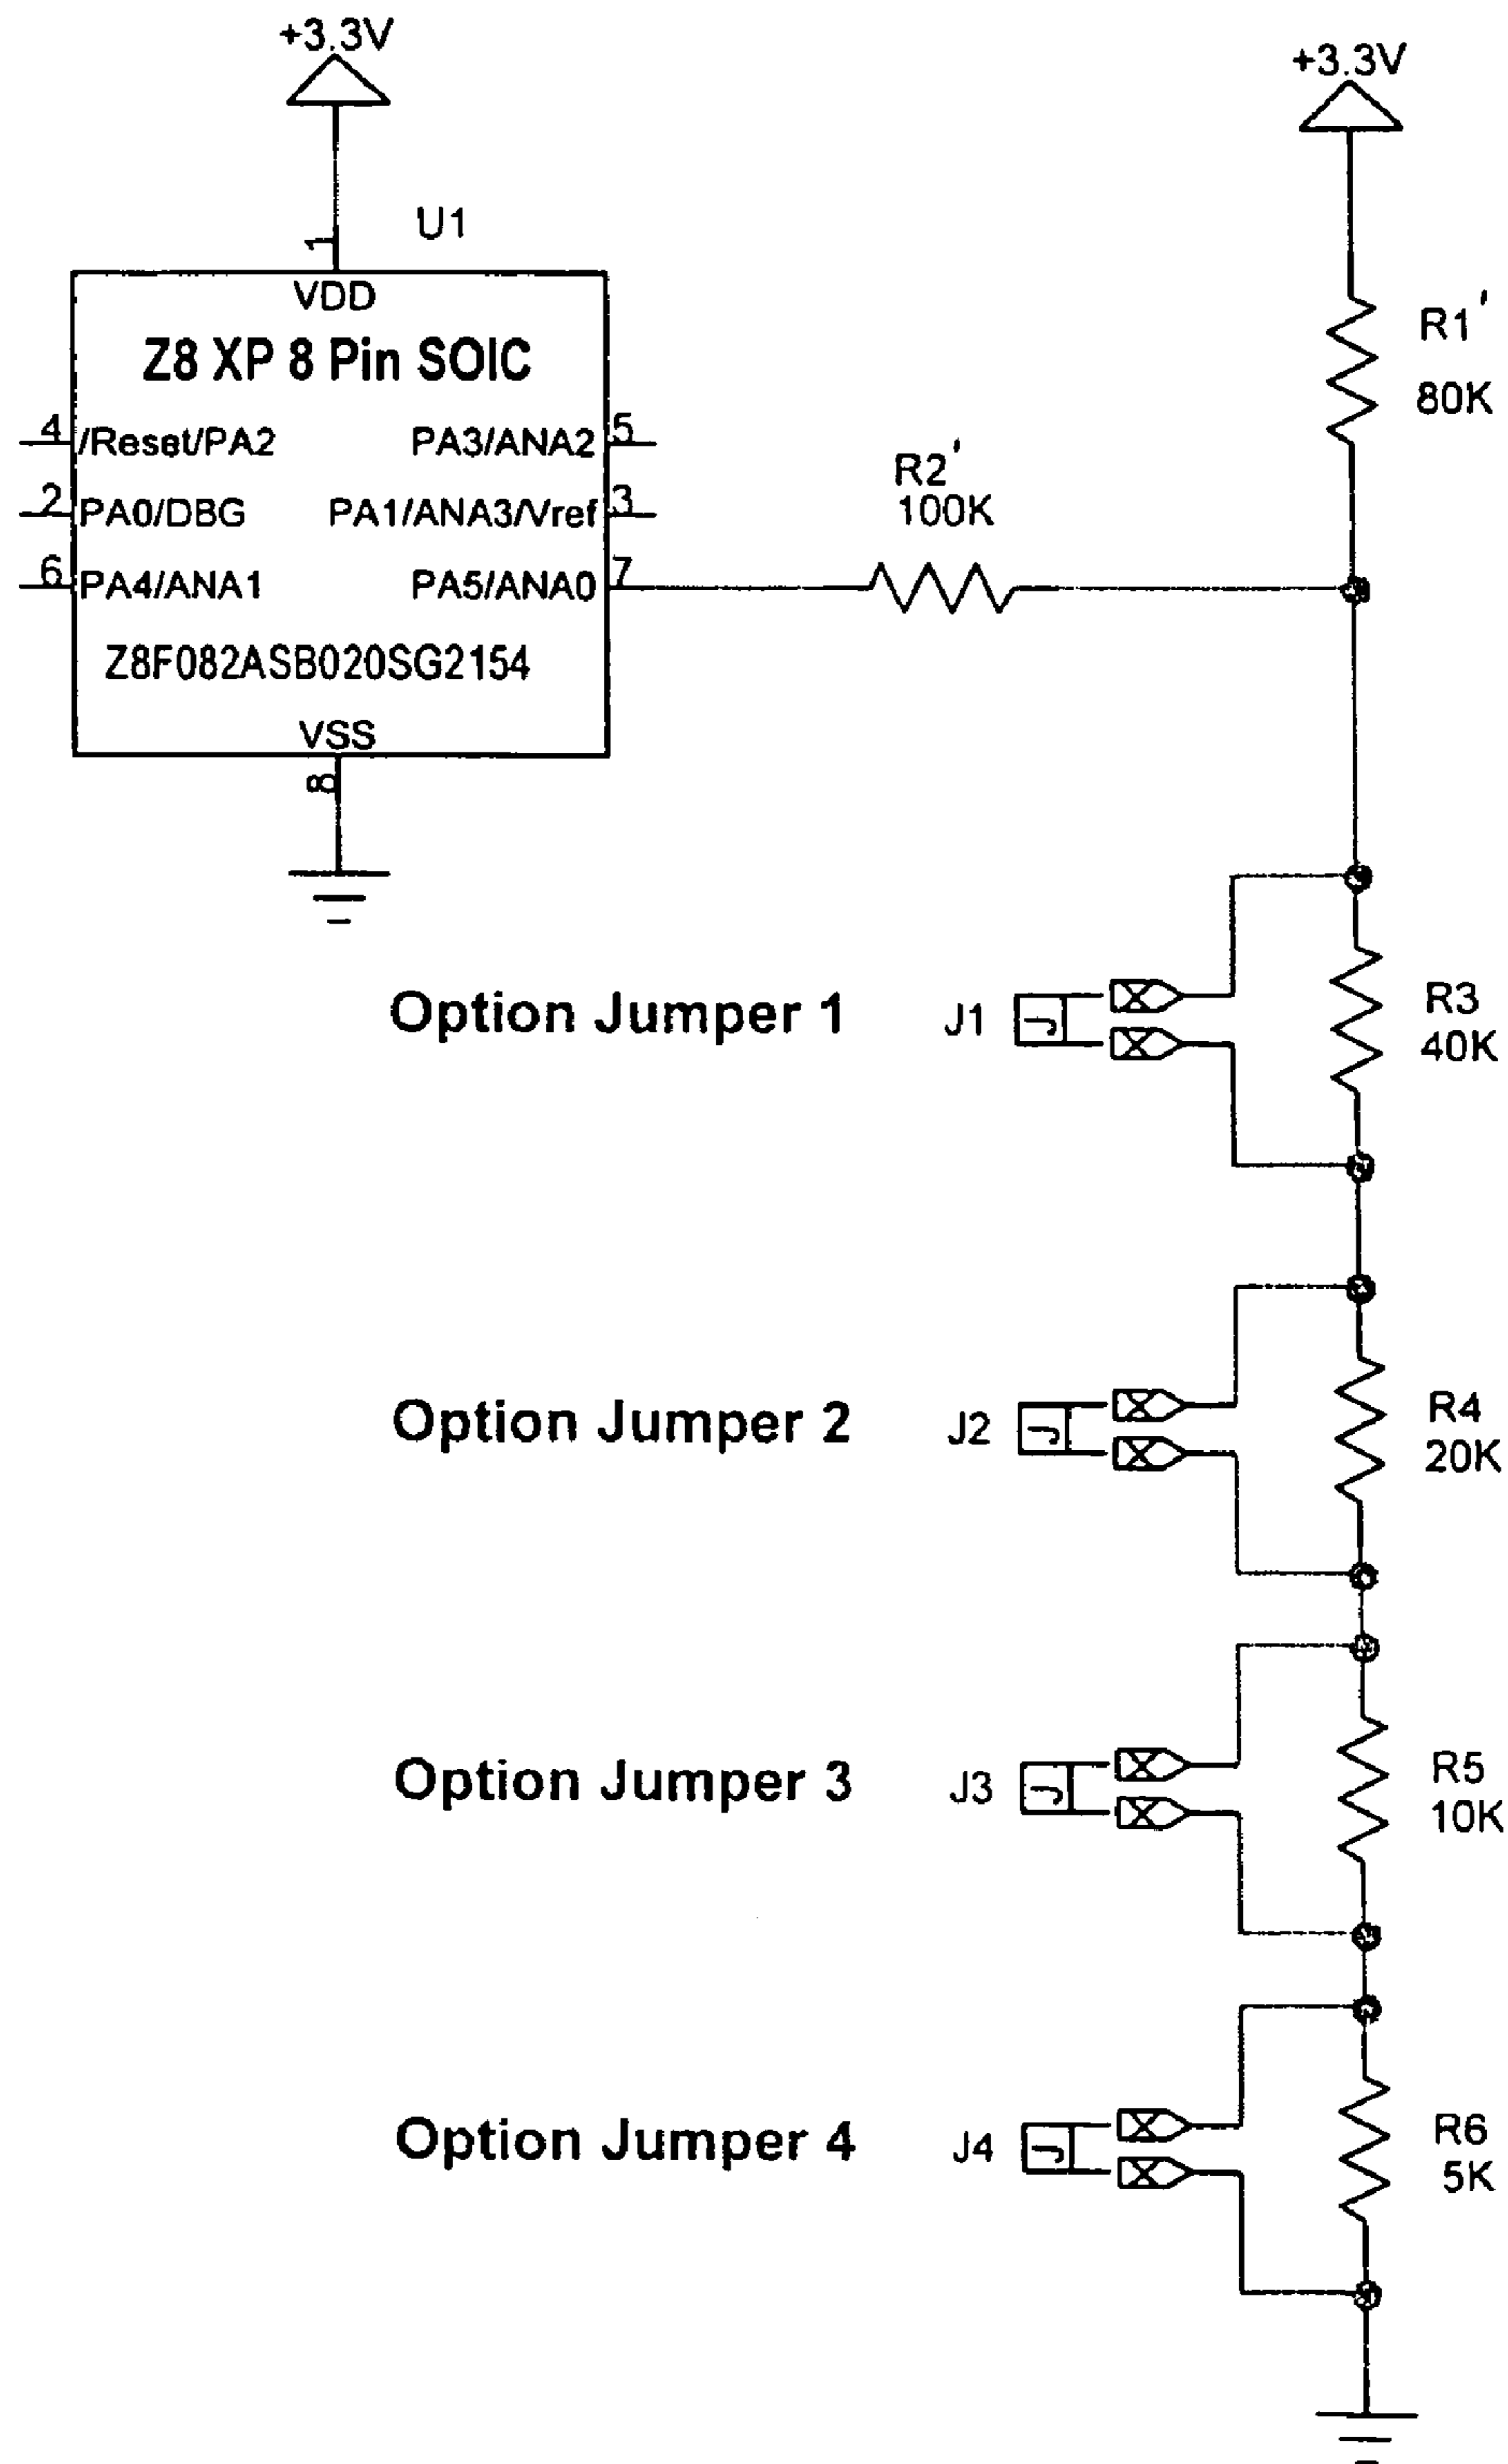 +3.3V
+3.3V
U1
1
VDD
Z8 XP 8 Pin SOIC
R1'
80K
4 /Reset/PA2 PA3/ANA2 5
2 PA0/DBG PA1/ANA3/Vref 3
6 PA4/ANA1 PA5/ANA0 7
R2'
100K
Z8F082ASB020SG2154
VSS
8
Option Jumper 1 J1 J
R3
40K
Option Jumper 2 J2 J
R4
20K
Option Jumper 3 J3 J
R5
10K
Option Jumper 4 J4 J
R6
5K